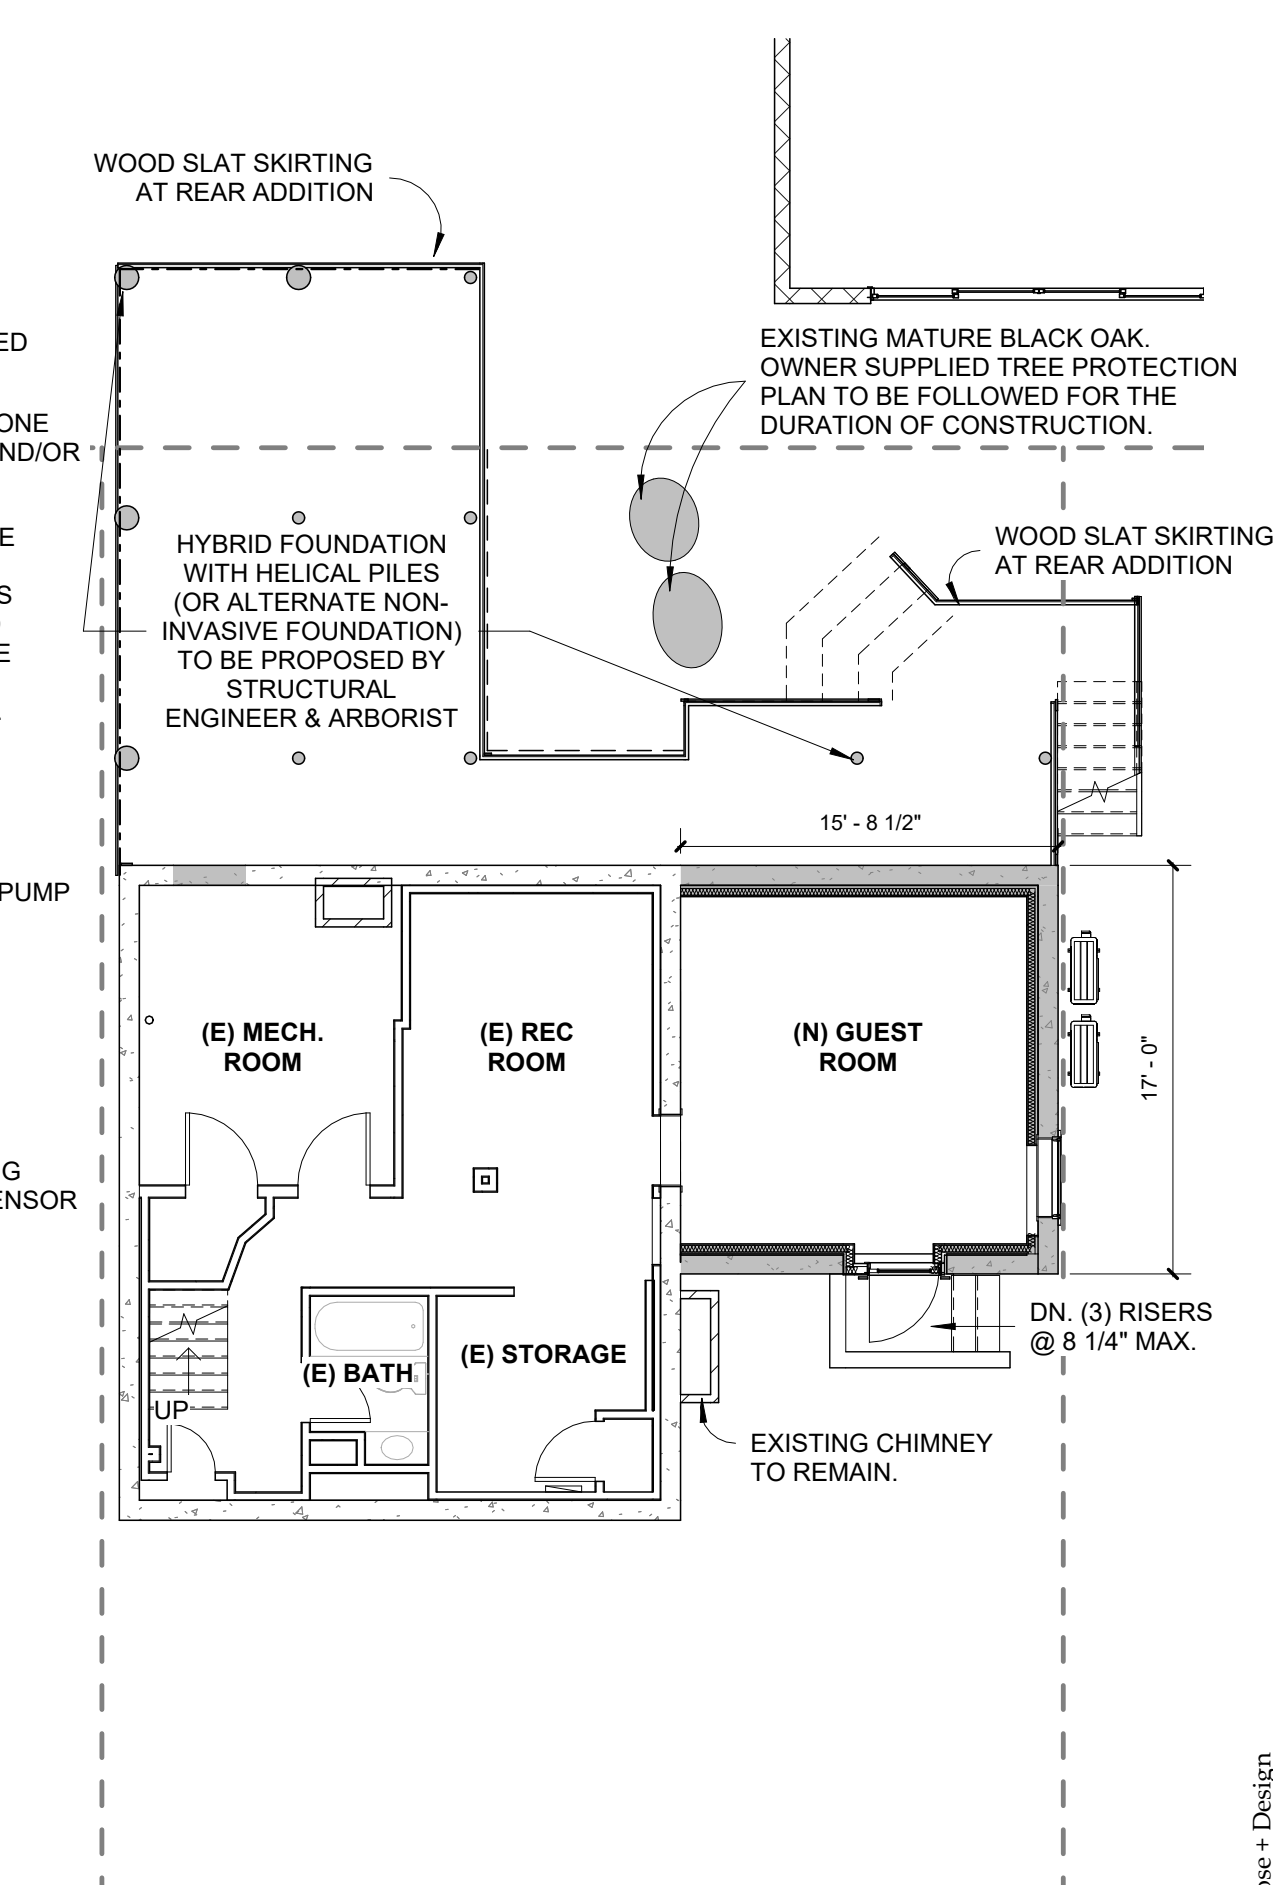 WOOD SLAT SKIRTING
AT REAR ADDITION
EXISTING MATURE BLACK OAK.
OWNER SUPPLIED TREE PROTECTION
PLAN TO BE FOLLOWED FOR THE
DURATION OF CONSTRUCTION.
ED
ONE
ND/OR
E
S
E
WOOD SLAT SKIRTING
AT REAR ADDITION
HYBRID FOUNDATION
WITH HELICAL PILES
(OR ALTERNATE NON-
INVASIVE FOUNDATION)
TO BE PROPOSED BY
STRUCTURAL
ENGINEER & ARBORIST
15' - 8 1/2"
PUMP
(E) MECH.
ROOM
(E) REC
ROOM
(N) GUEST
ROOM
17' - 0"
G
ENSOR
DN. (3) RISERS
@ 8 1/4" MAX.
(E) BATH
(E) STORAGE
UP
EXISTING CHIMNEY
TO REMAIN.
ose + Design